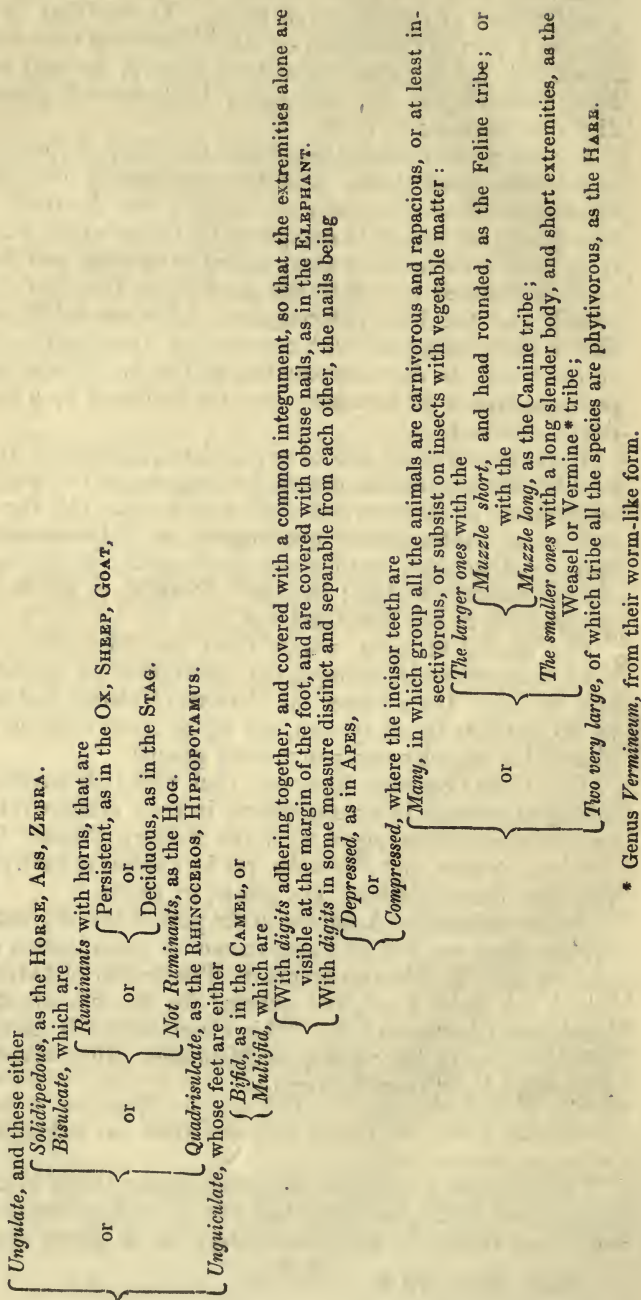 Ungulate, and these either
Solidipedous, as the HORSE, ASS, ZEBRA.
Bisulcate, which are
Ruminants with horns, that are
Persistent, as in the OX, SHEEP, GOAT,
or
Deciduous, as in the STAG.
or
Not Ruminants, as the HOG.
or
Quadrisulcate, as the RHINOCEROS, HIPPOPOTAMUS.
or
Unguiculate, whose feet are either
Bifid, as in the CAMEL, or
Multifid, which are
With digits adhering together, and covered with a common integument, so that the extremities alone are
visible at the margin of the foot, and are covered with obtuse nails, as in the ELEPHANT.
With digits in some measure distinct and separable from each other, the nails being
Depressed, as in APES,
or
Compressed, where the incisor teeth are
Many, in which group all the animals are carnivorous and rapacious, or at least in-
sectivorous, or subsist on insects with vegetable matter:
The larger ones with the
Muzzle short, and head rounded, as the Feline tribe; or
with the
Muzzle long, as the Canine tribe;
or
The smaller ones with a long slender body, and short extremities, as the
Weasel or Vermine * tribe;
Two very large, of which tribe all the species are phytivorous, as the HARE.
* Genus Vermineum, from their worm-like form.